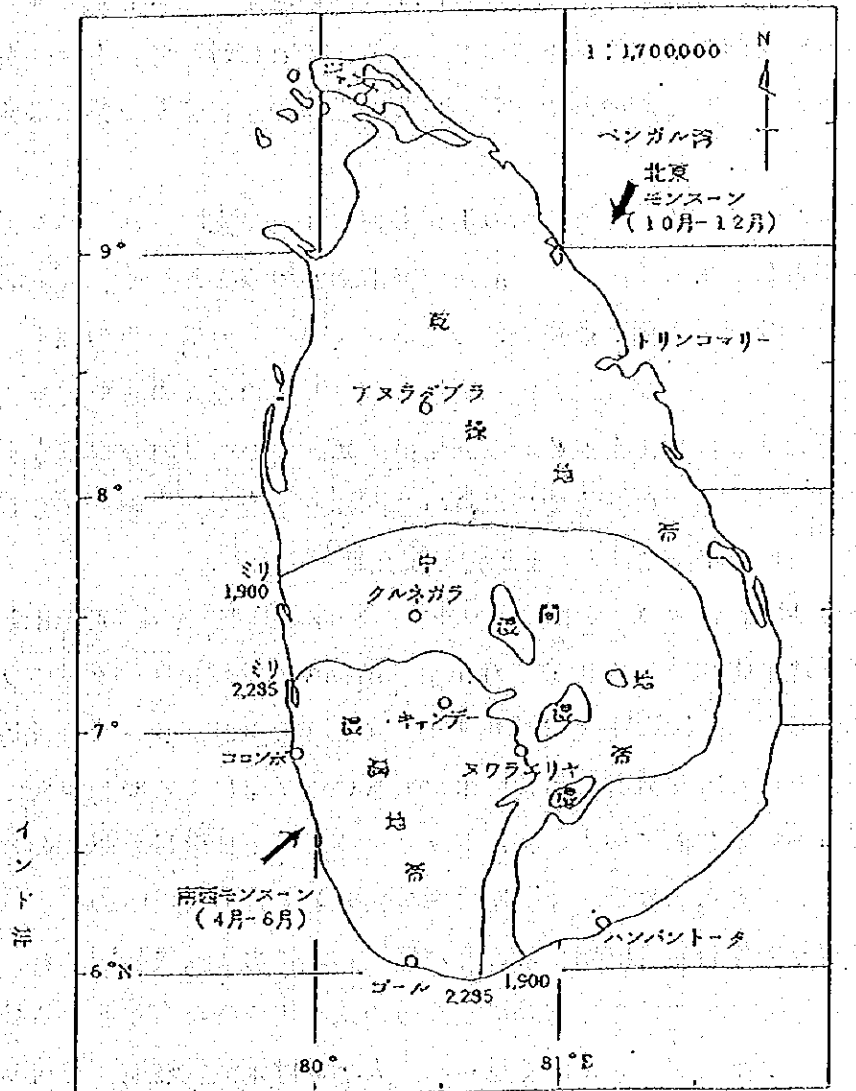 1:1,700,000
N
ベンガル湾
北東
モンスーン
(10月-12月)
9°
乾
トリンコマリー
アヌラダプラ
燥
地
8°
帯
ミリ
1,900
中
クルネガラ
湿
間
ミリ
2,285
地
7°
湿
キャンデー
湿
コロンボ
ヌワラエリヤ
帯
湿
潤
地
帯
インド洋
南西モンスーン
(4月-6月)
ハンバントータ
6°N
ゴール
2,285
1,900
80°
81°E